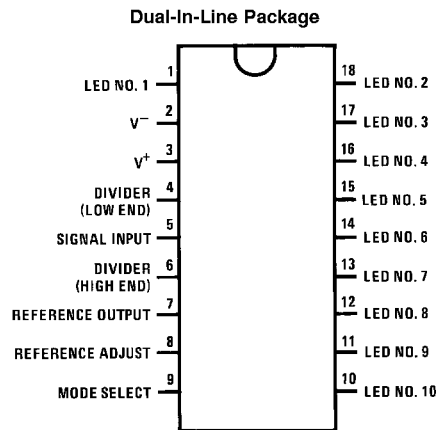 Dual-In-Line Package
LED NO. 1
1
V⁻
2
V⁺
3
DIVIDER
(LOW END)
4
SIGNAL INPUT
5
DIVIDER
(HIGH END)
6
REFERENCE OUTPUT
7
REFERENCE ADJUST
8
MODE SELECT
9
18
LED NO. 2
17
LED NO. 3
16
LED NO. 4
15
LED NO. 5
14
LED NO. 6
13
LED NO. 7
12
LED NO. 8
11
LED NO. 9
10
LED NO. 10